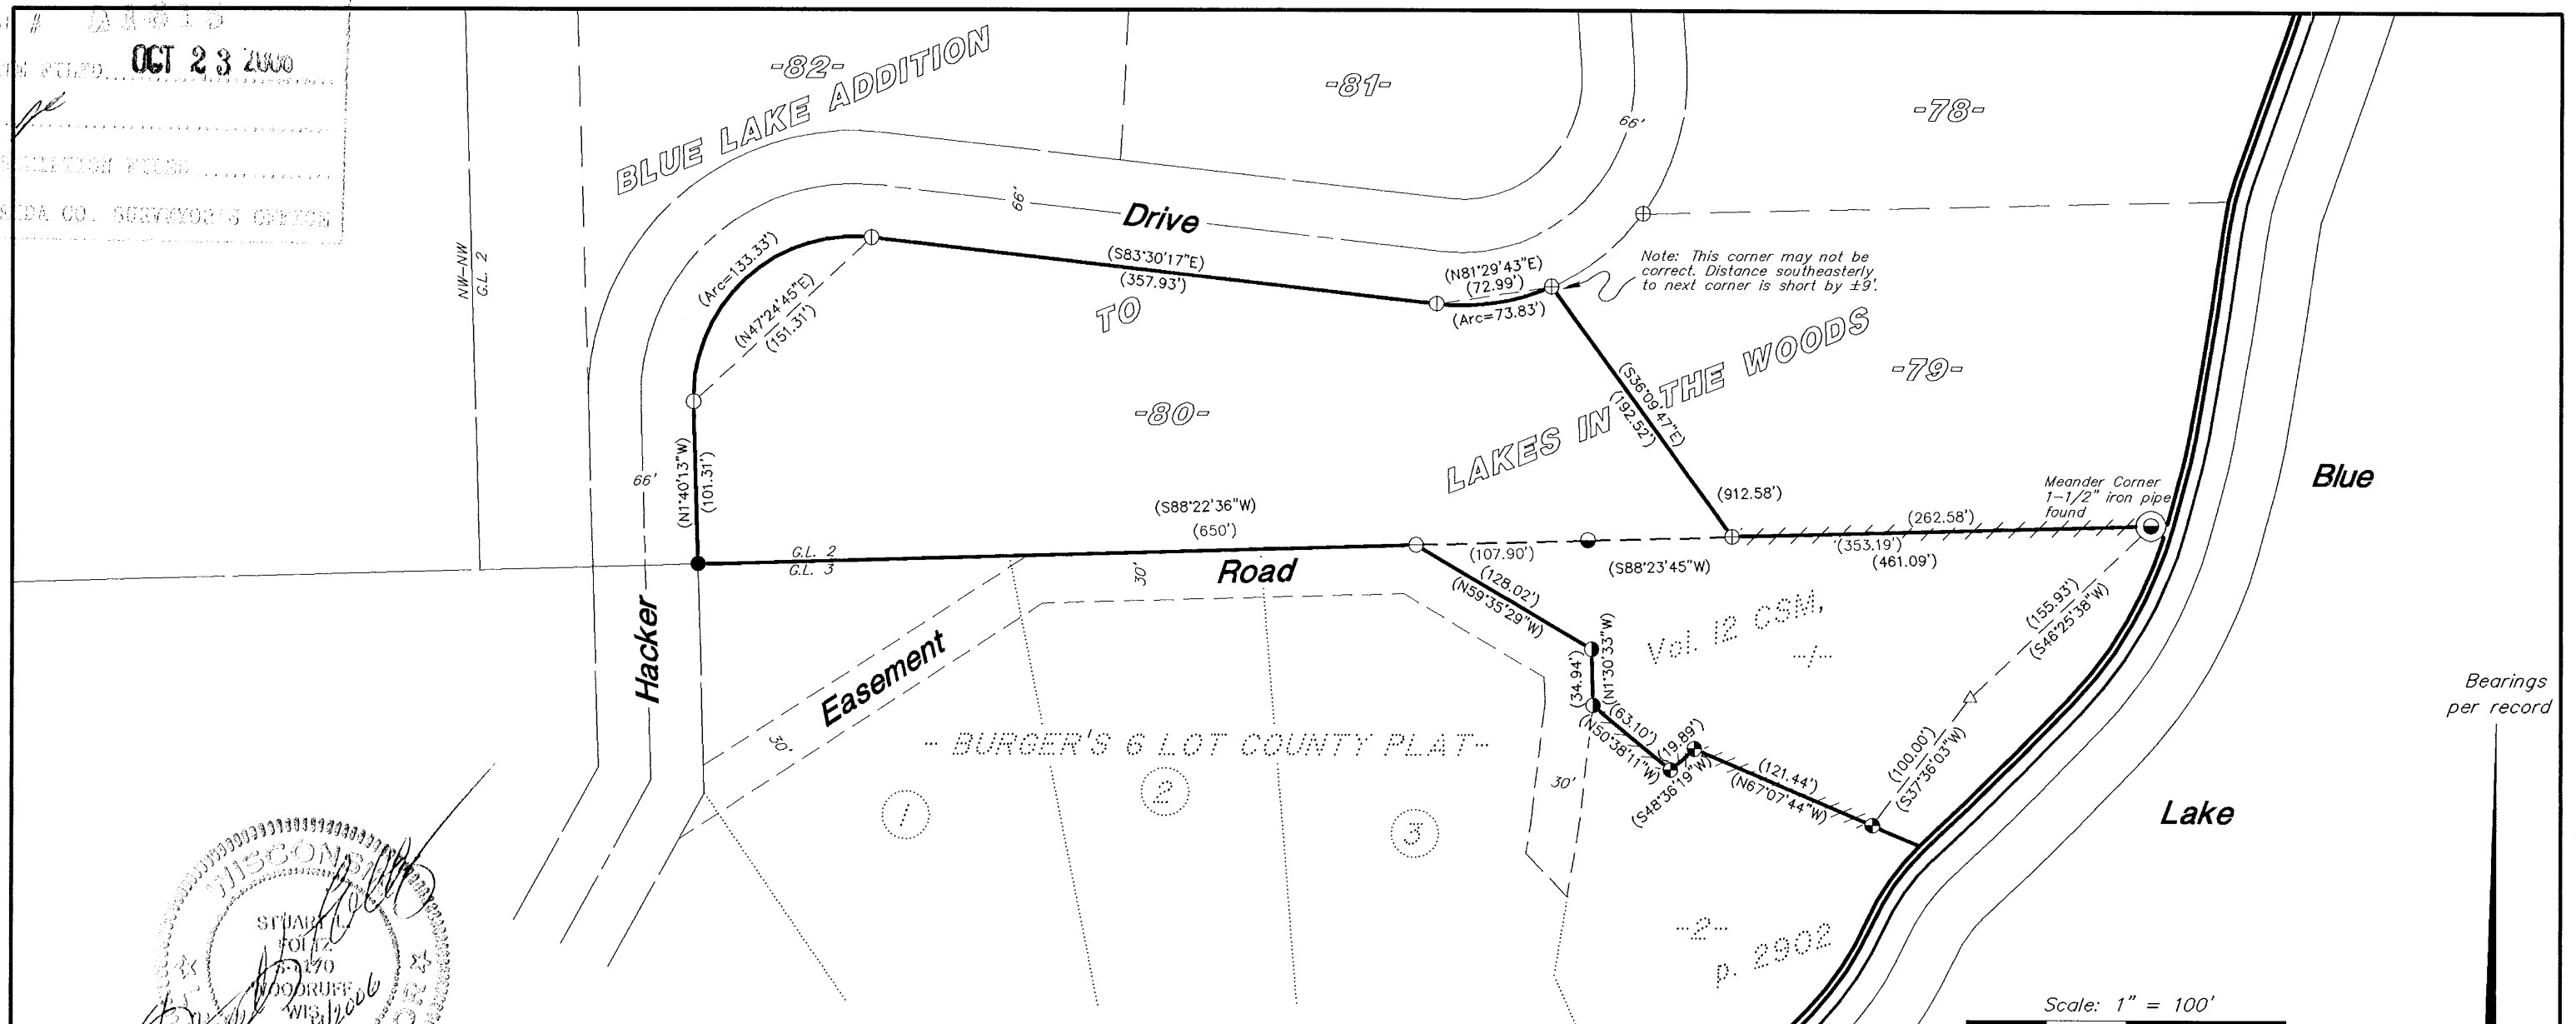 OCT 23 2006
CO. SURVEYOR'S OFFICE
-82-
BLUE LAKE ADDITION
-81-
-78-
66'
66'
Drive
NW-NW
G.L. 2
(Arc=133.33')
(N47°24'45"E)
(151.31')
(S83°30'17"E)
(357.93')
TO
(N81°29'43"E)
(72.99')
(Arc=73.83')
Note: This corner may not be
correct. Distance southeasterly
to next corner is short by ±9'.
-80-
LAKES IN THE WOODS
-79-
(S36°09'47"E)
(192.52')
66'
(N1°40'13"W)
(101.31')
(S88°22'36"W)
(650')
(912.58')
Meander Corner
1-1/2" iron pipe
found
Blue
(262.58')
G.L. 2
G.L. 3
30'
Road
(107.90')
(S88°23'45"W)
(353.19')
(461.09')
(128.02')
(N59°35'29"W)
Hacker
Easement
30'
Vol. 12 CSM,
-1-
(155.93')
(S46°25'38"W)
(34.94')
(N1°30'33"W)
(63.10')
(N50°38'11"W)
(19.89')
(S48°36'19"W)
(121.44')
(N67°07'44"W)
(100.00')
(S37°36'03"W)
Bearings
per record
- BURGER'S 6 LOT COUNTY PLAT-
1
2
3
30'
Lake
-2-
p. 2902
WISCONSIN
STUART L.
FOLTZ
WOODRUFF
WIS.
Scale: 1" = 100'